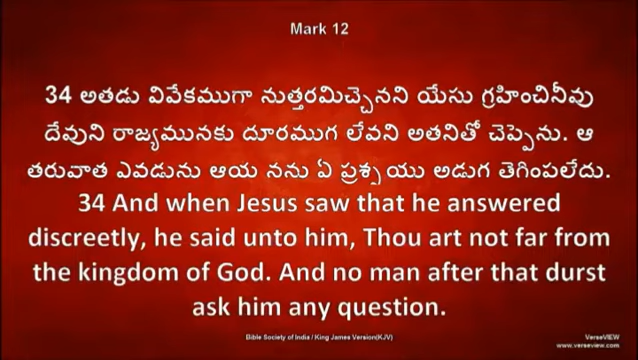 Mark 12
34 అతడు వివేకముగా నుత్తరమిచ్చెనని యేసు గ్రహించినీవు
దేవుని రాజ్యమునకు దూరముగ లేవని అతనితో చెప్పెను. ఆ
తరువాత ఎవడును ఆయ నను ఏ ప్రశ్న యు అడుగ తెగింపలేదు.
34 And when Jesus saw that he answered
discreetly, he said unto him, Thou art not far from
the kingdom of God. And no man after that durst
ask him any question.
Bible Society of India / King James Version(KJV)
VerseVIEW
www.verseview.com